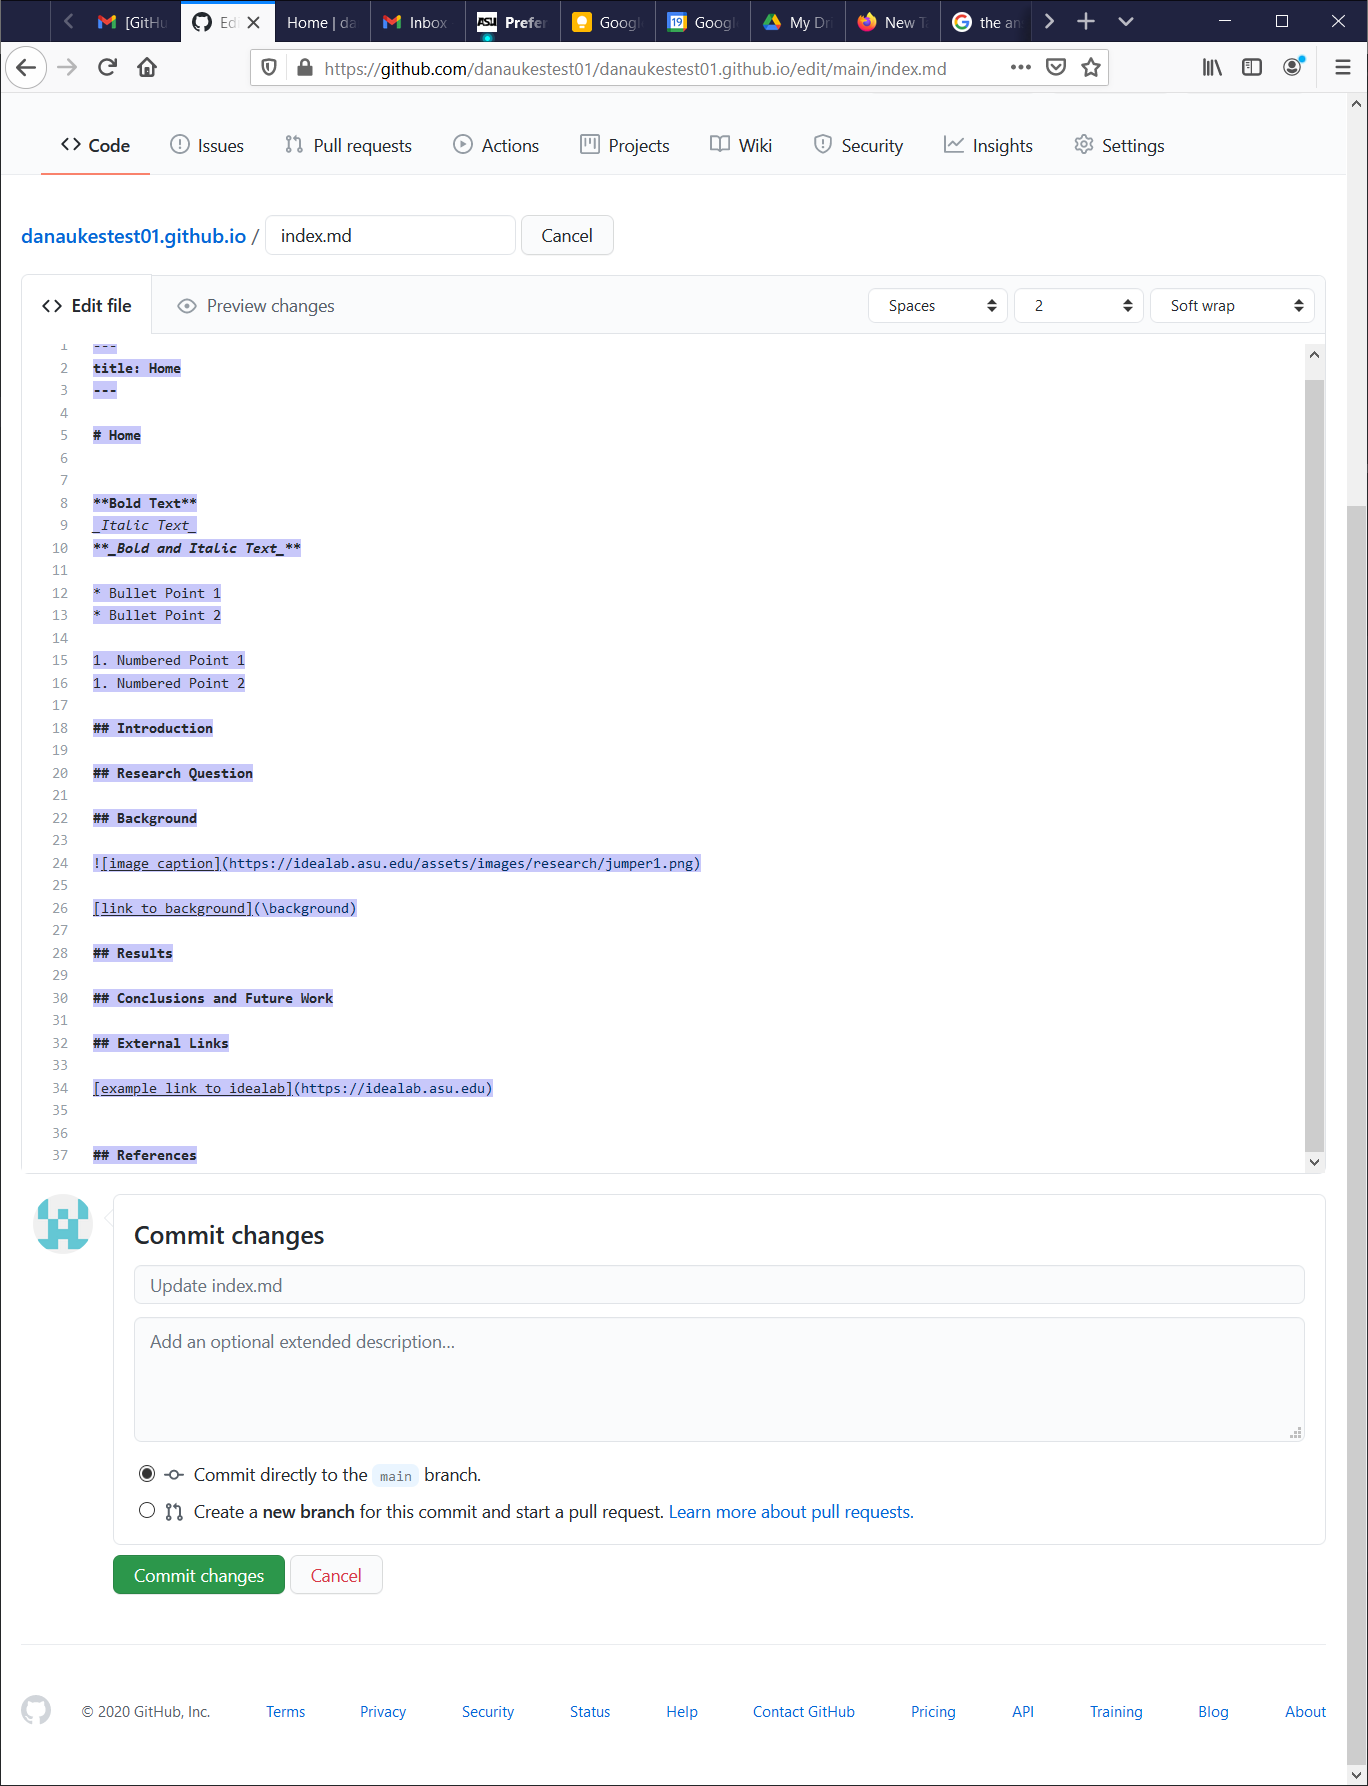 [GitHu
Edi
Home | da
Inbox
ASU Prefer
Googl
19 Googl
My Dri
New T
the an
https://github.com/danaukestest01/danaukestest01.github.io/edit/main/index.md
Code
Issues
Pull requests
Actions
Projects
Wiki
Security
Insights
Settings
danaukestest01.github.io / index.md Cancel
Edit file
Preview changes
Spaces
2
Soft wrap
1 ---
2 title: Home
3 ---
4
5 # Home
6
7
8 **Bold Text**
9 _Italic Text_
10 **_Bold and Italic Text_**
11
12 * Bullet Point 1
13 * Bullet Point 2
14
15 1. Numbered Point 1
16 1. Numbered Point 2
17
18 ## Introduction
19
20 ## Research Question
21
22 ## Background
23
24 ![image caption](https://idealab.asu.edu/assets/images/research/jumper1.png)
25
26 [link to background](\background)
27
28 ## Results
29
30 ## Conclusions and Future Work
31
32 ## External Links
33
34 [example link to idealab](https://idealab.asu.edu)
35
36
37 ## References
Commit changes
Update index.md
Add an optional extended description...
Commit directly to the main branch.
Create a new branch for this commit and start a pull request. Learn more about pull requests.
Commit changes
Cancel
© 2020 GitHub, Inc.
Terms
Privacy
Security
Status
Help
Contact GitHub
Pricing
API
Training
Blog
About